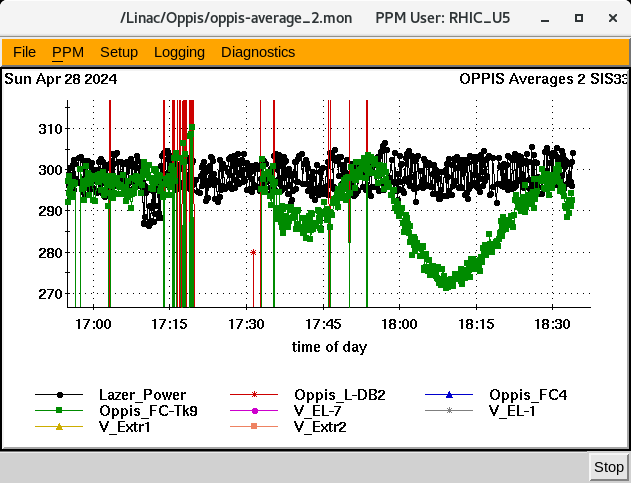 /Linac/Oppis/oppis-average_2.mon PPM User: RHIC_U5
File PPM Setup Logging Diagnostics
Sun Apr 28 2024 OPPIS Averages 2 SIS33
310
300
290
280
270
17:00 17:15 17:30 17:45 18:00 18:15 18:30
time of day
Lazer_Power Oppis_L-DB2 Oppis_FC4
Oppis_FC-Tk9 V_EL-7 V_EL-1
V_Extr1 V_Extr2
Stop